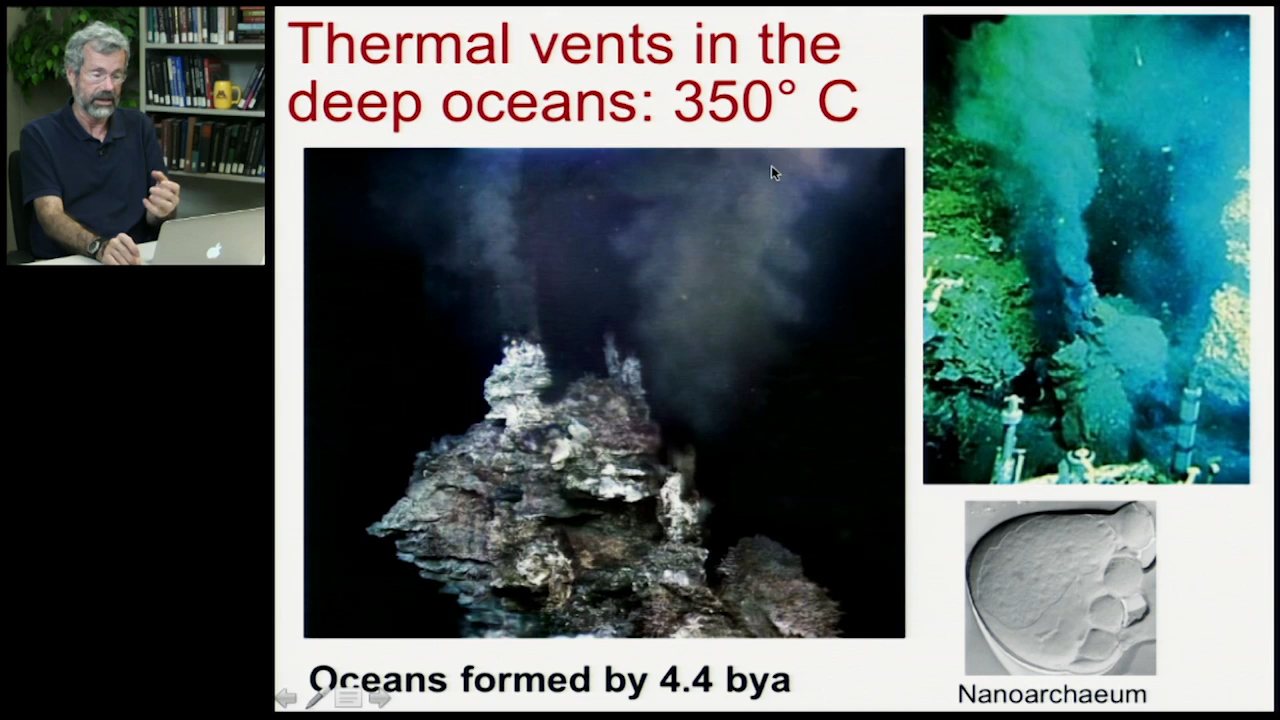 Thermal vents in the
deep oceans: 350° C
Oceans formed by 4.4 bya
Nanoarchaeum